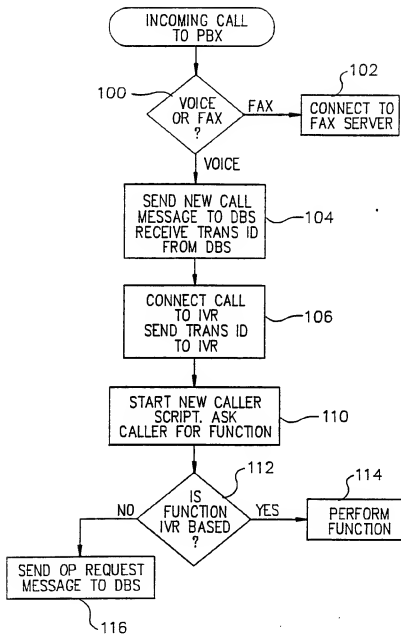 INCOMING CALL
TO PBX
100
VOICE
OR FAX
?
FAX
102
CONNECT TO
FAX SERVER
VOICE
SEND NEW CALL
MESSAGE TO DBS
RECEIVE TRANS ID
FROM DBS
104
CONNECT CALL
TO IVR
SEND TRANS ID
TO IVR
106
START NEW CALLER
SCRIPT. ASK
CALLER FOR FUNCTION
110
112
IS
FUNCTION
IVR BASED
?
NO
YES
114
PERFORM
FUNCTION
SEND OP REQUEST
MESSAGE TO DBS
116